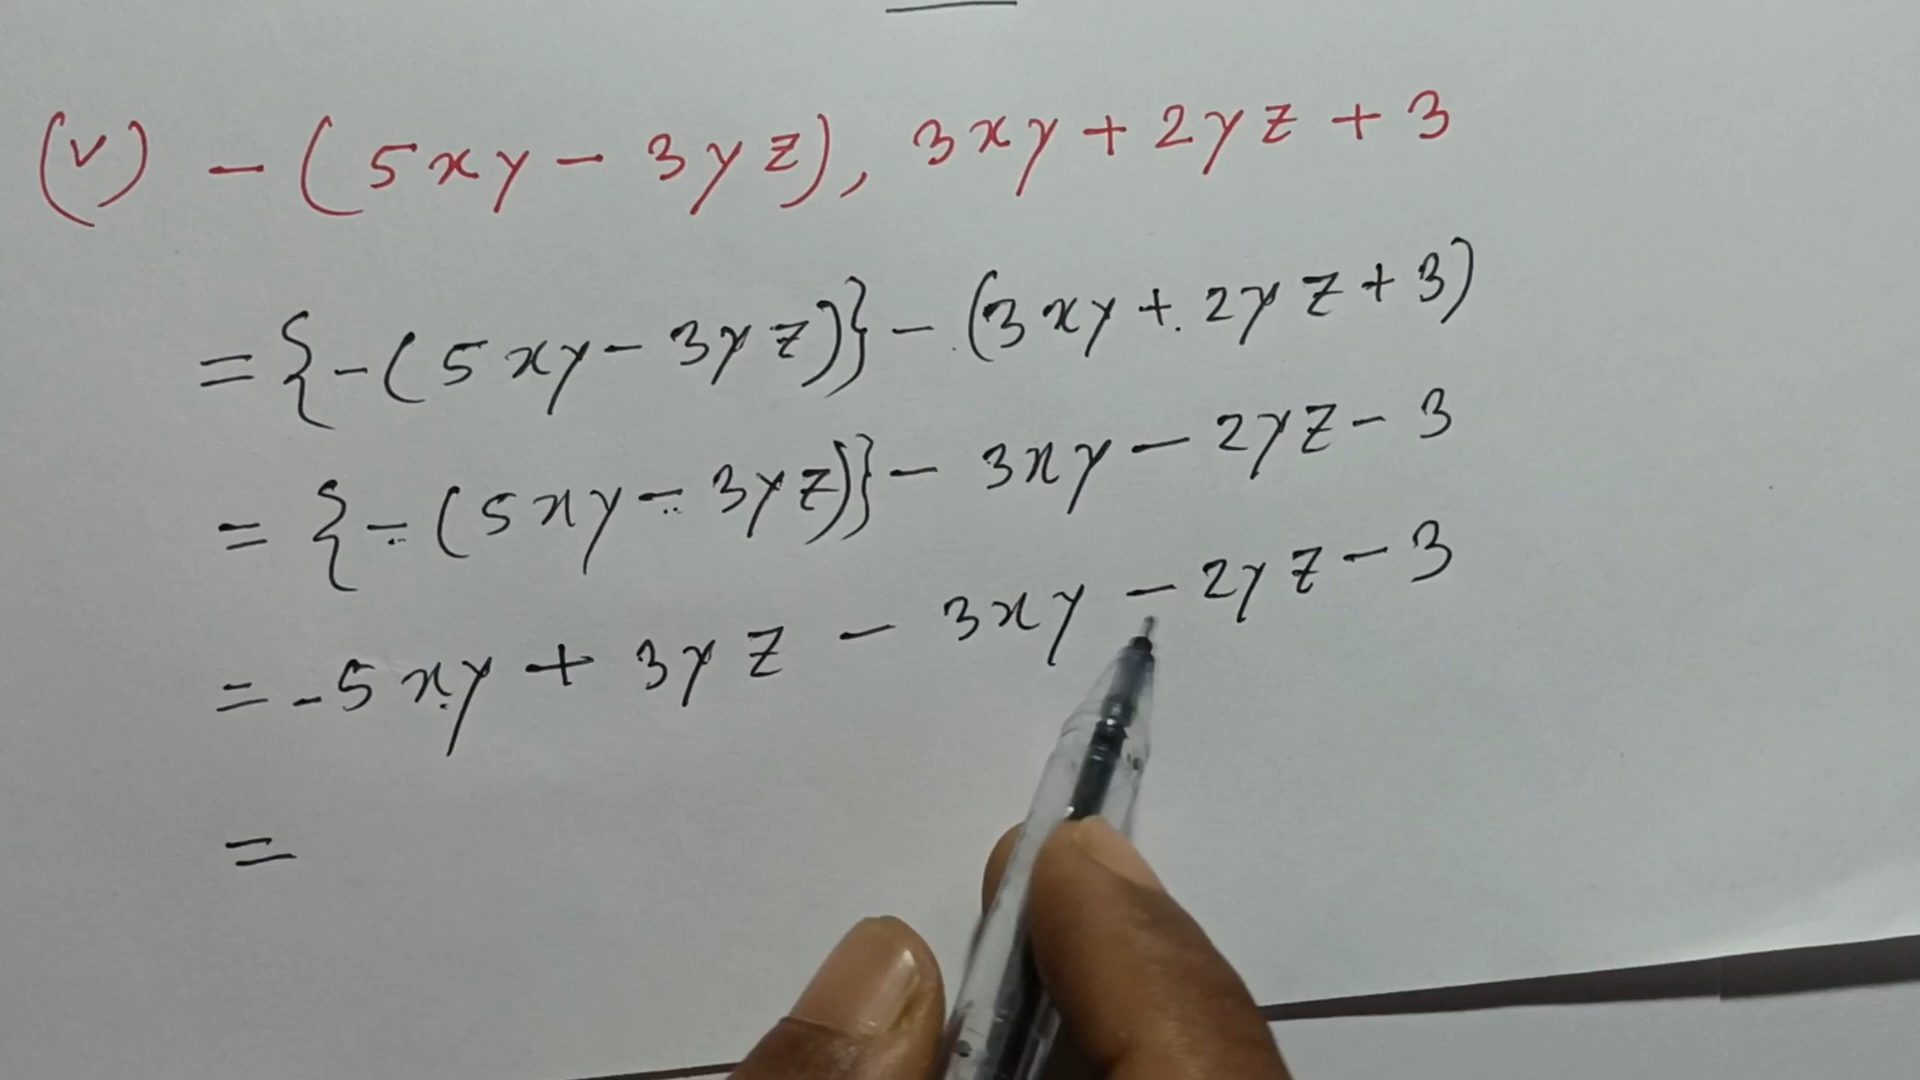 (v) - (5xy - 3yz), 3xy + 2yz + 3
= {-(5xy - 3yz)} - (3xy + 2yz + 3)
= {-(5xy - 3yz)} - 3xy - 2yz - 3
= -5xy + 3yz - 3xy - 2yz - 3
=